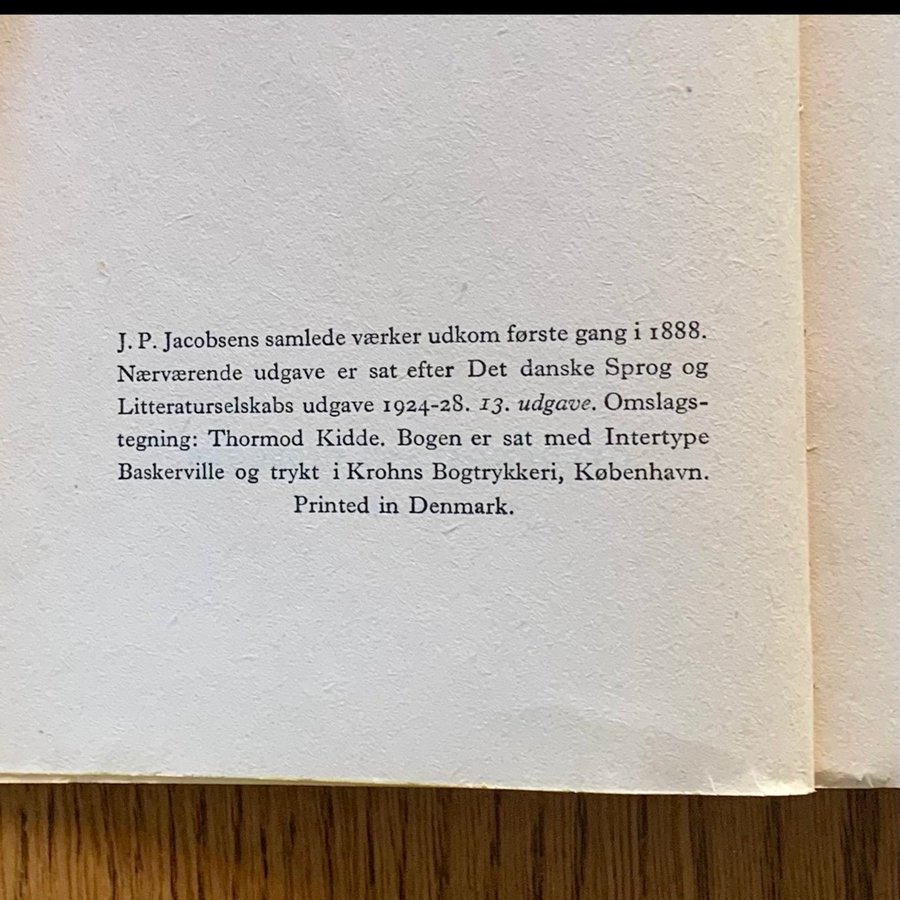 J. P. Jacobsens samlede værker udkom første gang i 1888.
Nærværende udgave er sat efter Det danske Sprog og
Litteraturselskabs udgave 1924-28. 13. udgave. Omslags-
tegning: Thormod Kidde. Bogen er sat med Intertype
Baskerville og trykt i Krohns Bogtrykkeri, København.
Printed in Denmark.